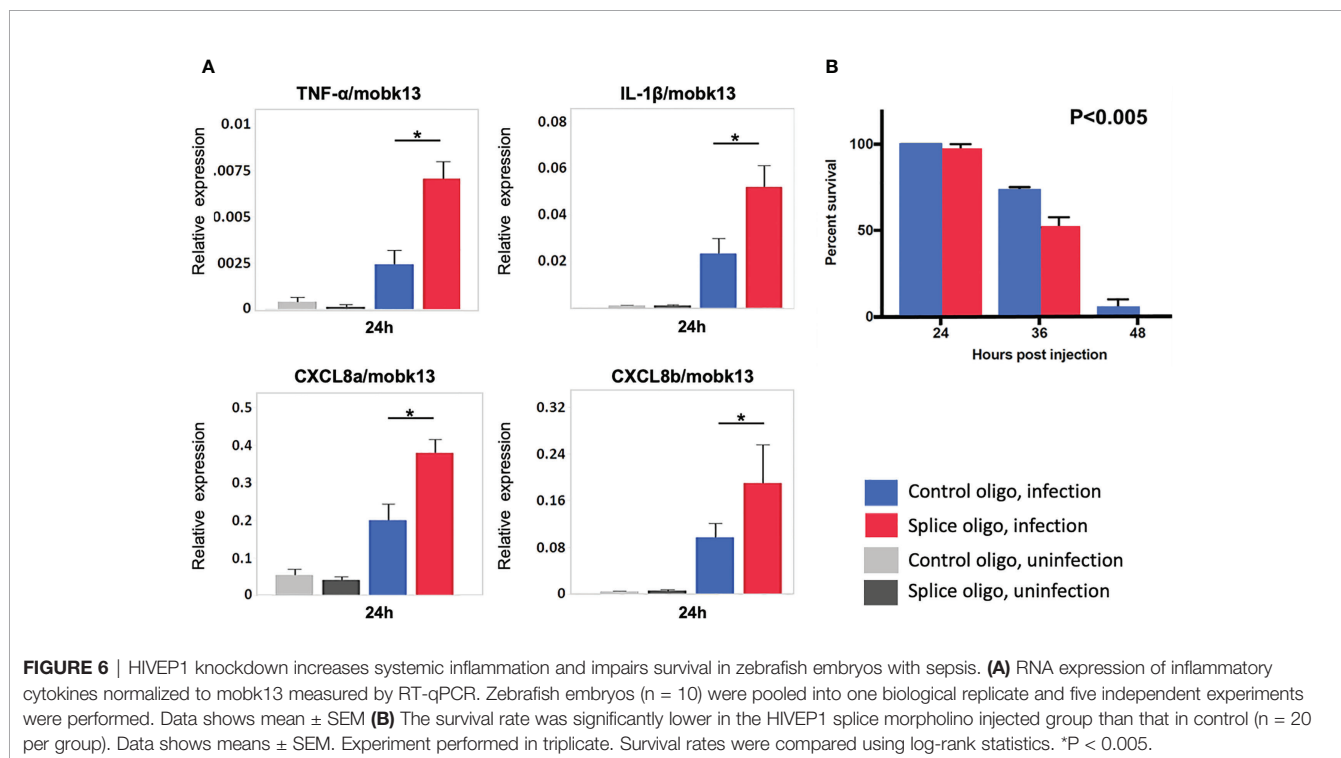 A
TNF-α/mobk13
Relative expression
0.01
.0075
0.005
.0025
0
*
24h
IL-1β/mobk13
Relative expression
0.08
0.06
0.04
0.02
*
24h
B
P<0.005
Percent survival
100
50
0
24
36
48
Hours post injection
CXCL8a/mobk13
Relative expression
0.5
0.4
0.3
0.2
0.1
0
*
24h
CXCL8b/mobk13
Relative expression
0.32
0.24
0.16
0.08
0
*
24h
Control oligo, infection
Splice oligo, infection
Control oligo, uninfection
Splice oligo, uninfection
FIGURE 6 | HIVEP1 knockdown increases systemic inflammation and impairs survival in zebrafish embryos with sepsis. (A) RNA expression of inflammatory
cytokines normalized to mobk13 measured by RT-qPCR. Zebrafish embryos (n = 10) were pooled into one biological replicate and five independent experiments
were performed. Data shows mean ± SEM (B) The survival rate was significantly lower in the HIVEP1 splice morpholino injected group than that in control (n = 20
per group). Data shows means ± SEM. Experiment performed in triplicate. Survival rates were compared using log-rank statistics. *P < 0.005.